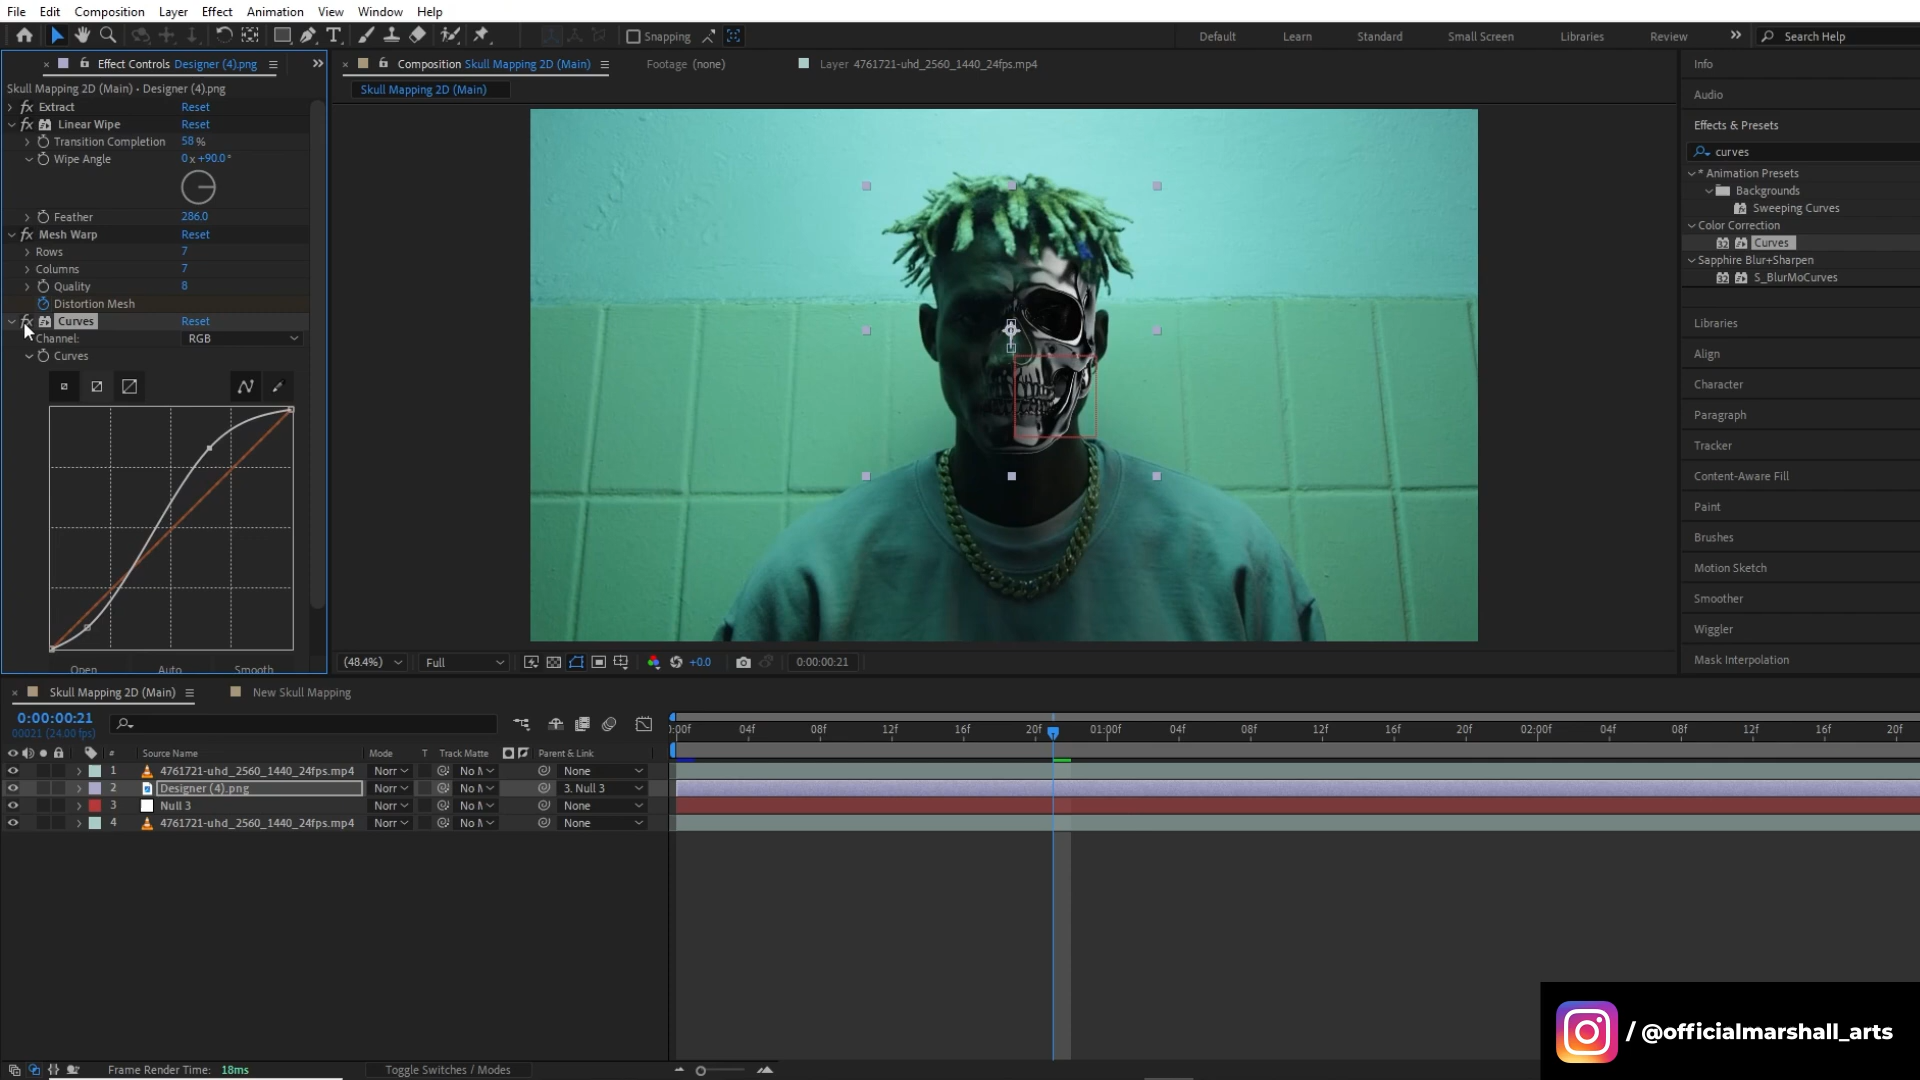 File Edit Composition Layer Effect Animation View Window Help
Snapping Default Learn Standard Small Screen Libraries Review Search Help
Effect Controls Designer (4).png
Composition Skull Mapping 2D (Main) Footage (none) Layer 4761721-uhd_2560_1440_24fps.mp4
Skull Mapping 2D (Main) • Designer (4).png
Skull Mapping 2D (Main)
Extract Reset
Linear Wipe Reset
Transition Completion 58 %
Wipe Angle 0 x +90.0°
Feather 286.0
Mesh Warp Reset
Rows 7
Columns 7
Quality 8
Distortion Mesh
Curves Reset
Channel: RGB
Curves
Open Auto Smooth
Info
Audio
Effects & Presets
curves
* Animation Presets
Backgrounds
Sweeping Curves
Color Correction
Curves
Sapphire Blur+Sharpen
S_BlurMoCurves
Libraries
Align
Character
Paragraph
Tracker
Content-Aware Fill
Paint
Motion Sketch
Brushes
Smoother
Wiggler
Mask Interpolation
(48.4%) Full +0.0 0:00:00:21
Skull Mapping 2D (Main) New Skull Mapping
0:00:00:21
00021 (24.00 fps)
:00f 04f 08f 12f 16f 20f 01:00f 04f 08f 12f 16f 20f 02:00f 04f 08f 12f 16f 20f
# Source Name Mode T Track Matte Parent & Link
1 4761721-uhd_2560_1440_24fps.mp4 Norr No None
2 Designer (4).png Norr No 3. Null 3
3 Null 3 Norr No None
4 4761721-uhd_2560_1440_24fps.mp4 Norr No None
Frame Render Time: 18ms Toggle Switches / Modes
/ @officialmarshall_arts